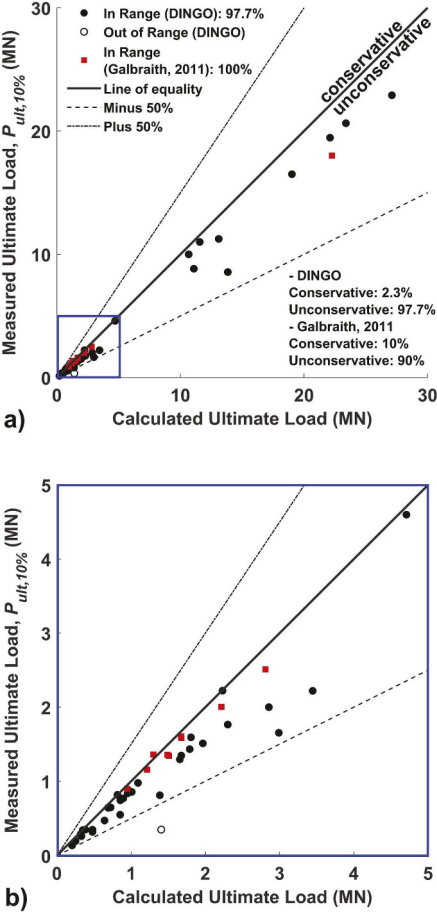 In Range (DINGO): 97.7%
Out of Range (DINGO)
In Range
(Galbraith, 2011): 100%
Line of equality
Minus 50%
Plus 50%
conservative
unconservative
- DINGO
Conservative: 2.3%
Unconservative: 97.7%
- Galbraith, 2011
Conservative: 10%
Unconservative: 90%
Measured Ultimate Load, P_ult,10% (MN)
30
20
10
0
0 10 20 30
Calculated Ultimate Load (MN)
a)
Measured Ultimate Load, P_ult,10% (MN)
5
4
3
2
1
0
0 1 2 3 4 5
Calculated Ultimate Load (MN)
b)